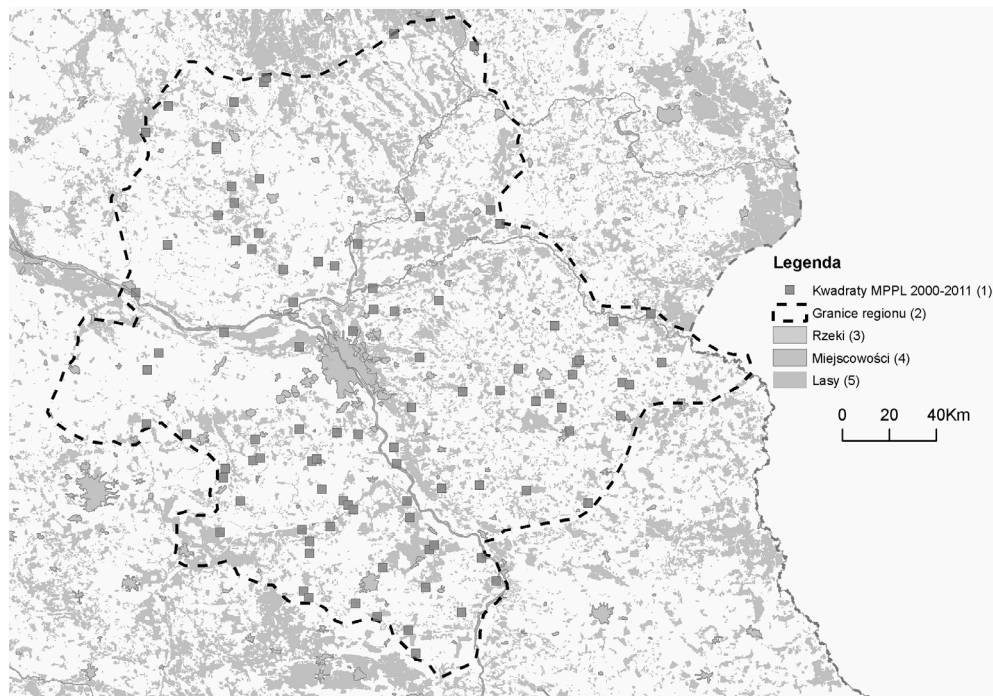 Legenda
Kwadraty MPPL 2000-2011 (1)
Granice regionu (2)
Rzeki (3)
Miejscowości (4)
Lasy (5)
0 20 40Km